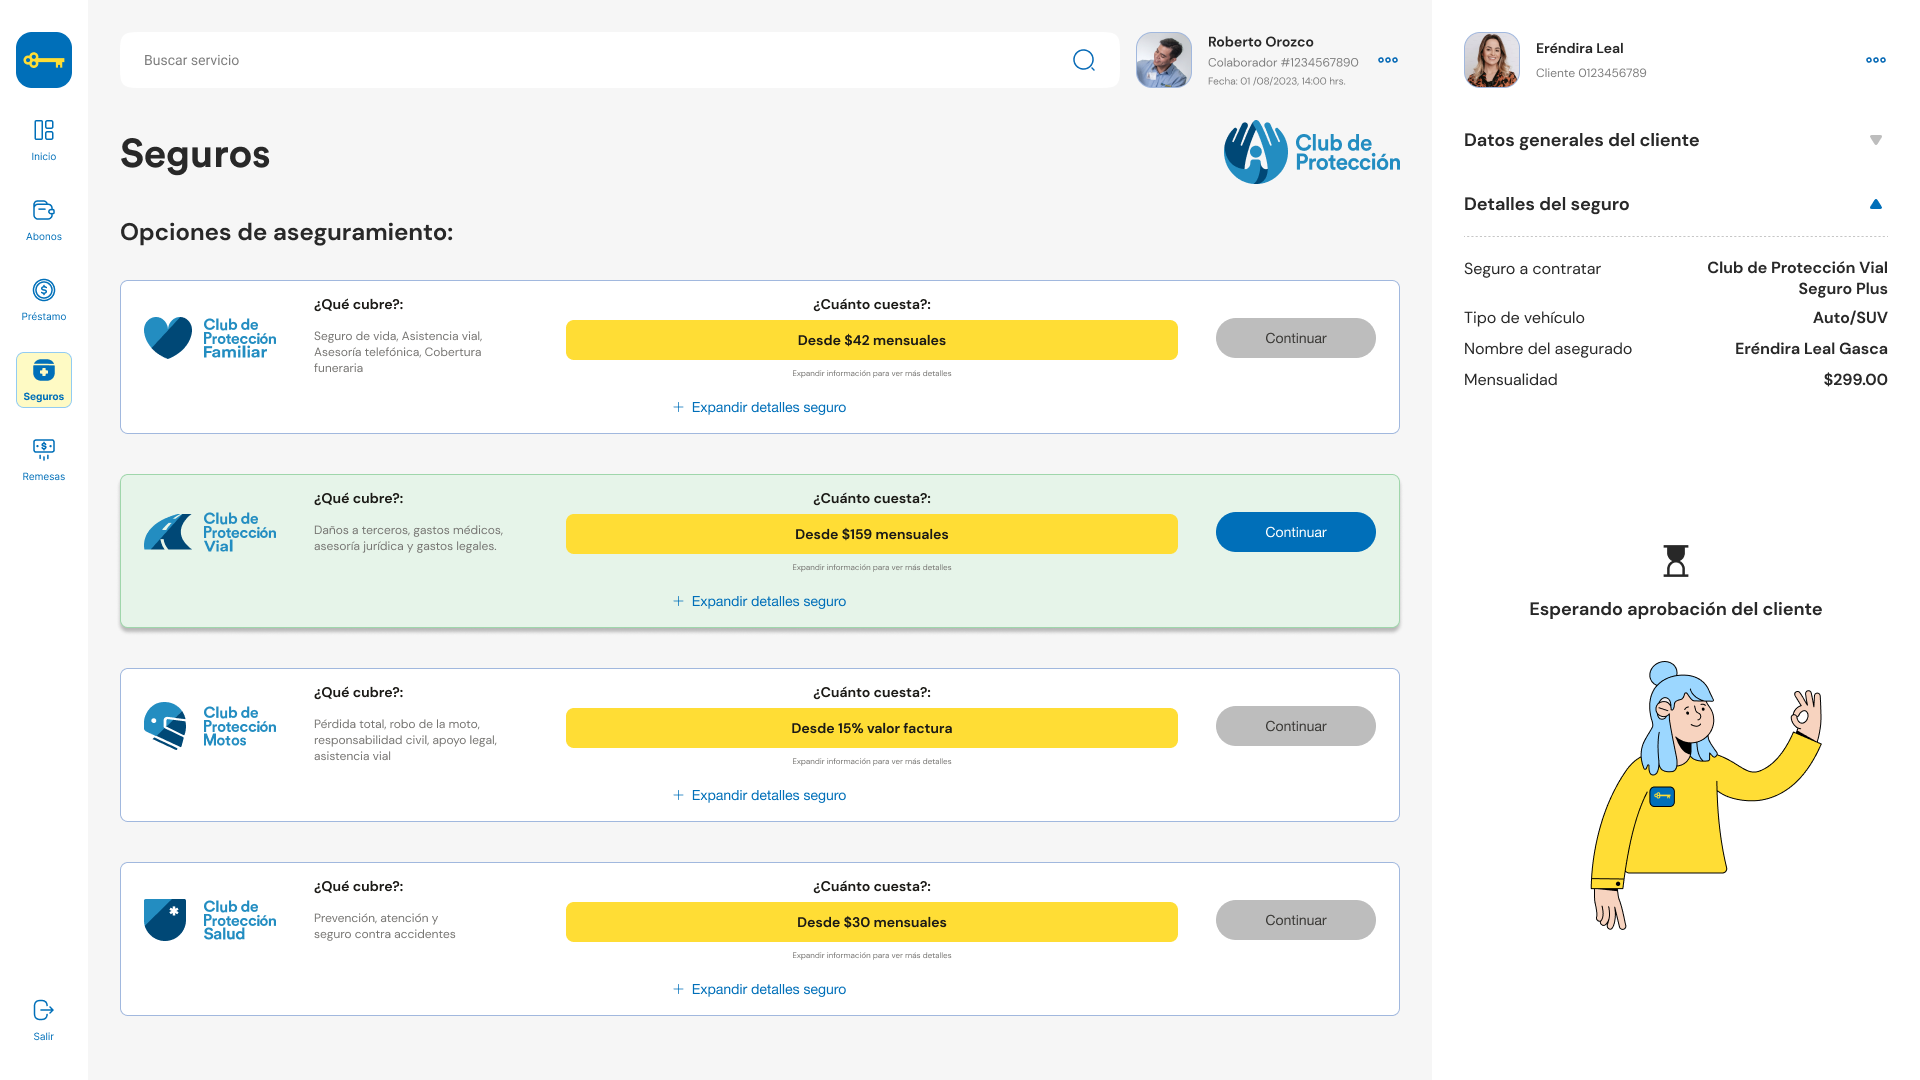 Inicio
Abonos
Préstamo
Seguros
Remesas
Salir
Buscar servicio
Roberto Orozco
Colaborador #1234567890
Fecha: 01 /08/2023, 14:00 hrs.
Seguros
Club de
Protección
Opciones de aseguramiento:
Club de
Protección
Familiar
¿Qué cubre?:
Seguro de vida, Asistencia vial,
Asesoría telefónica, Cobertura
funeraria
¿Cuánto cuesta?:
Desde $42 mensuales
Expandir información para ver más detalles
Continuar
+ Expandir detalles seguro
Club de
Protección
Vial
¿Qué cubre?:
Daños a terceros, gastos médicos,
asesoría jurídica y gastos legales.
¿Cuánto cuesta?:
Desde $159 mensuales
Expandir información para ver más detalles
Continuar
+ Expandir detalles seguro
Club de
Protección
Motos
¿Qué cubre?:
Pérdida total, robo de la moto,
responsabilidad civil, apoyo legal,
asistencia vial
¿Cuánto cuesta?:
Desde 15% valor factura
Expandir información para ver más detalles
Continuar
+ Expandir detalles seguro
Club de
Protección
Salud
¿Qué cubre?:
Prevención, atención y
seguro contra accidentes
¿Cuánto cuesta?:
Desde $30 mensuales
Expandir información para ver más detalles
Continuar
+ Expandir detalles seguro
Eréndira Leal
Cliente 0123456789
Datos generales del cliente
Detalles del seguro
Seguro a contratar Club de Protección Vial
Seguro Plus
Tipo de vehículo Auto/SUV
Nombre del asegurado Eréndira Leal Gasca
Mensualidad $299.00
Esperando aprobación del cliente